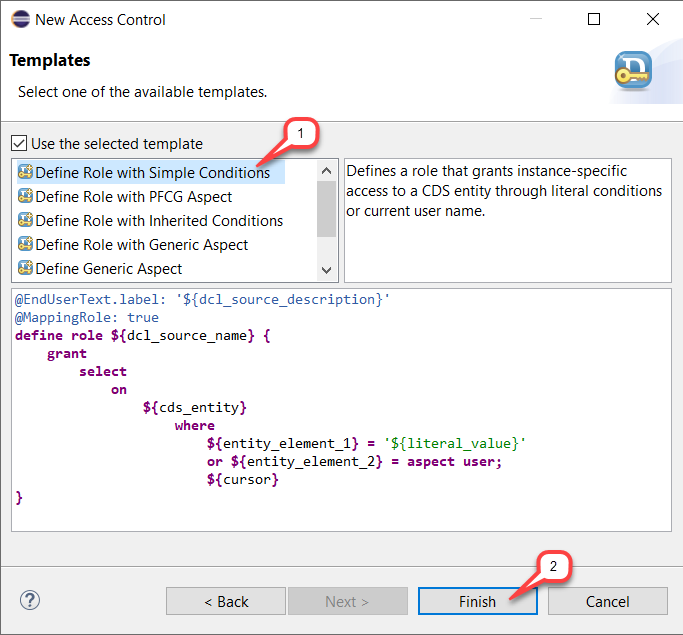 New Access Control
Templates
Select one of the available templates.
Use the selected template
1
Define Role with Simple Conditions
Define Role with PFCG Aspect
Define Role with Inherited Conditions
Define Role with Generic Aspect
Define Generic Aspect
Defines a role that grants instance-specific
access to a CDS entity through literal conditions
or current user name.
@EndUserText.label: '${dcl_source_description}'
@MappingRole: true
define role ${dcl_source_name} {
    grant
        select
            on
                ${cds_entity}
                    where
                        ${entity_element_1} = '${literal_value}'
                        or ${entity_element_2} = aspect user;
                        ${cursor}
}
2
?
< Back
Next >
Finish
Cancel